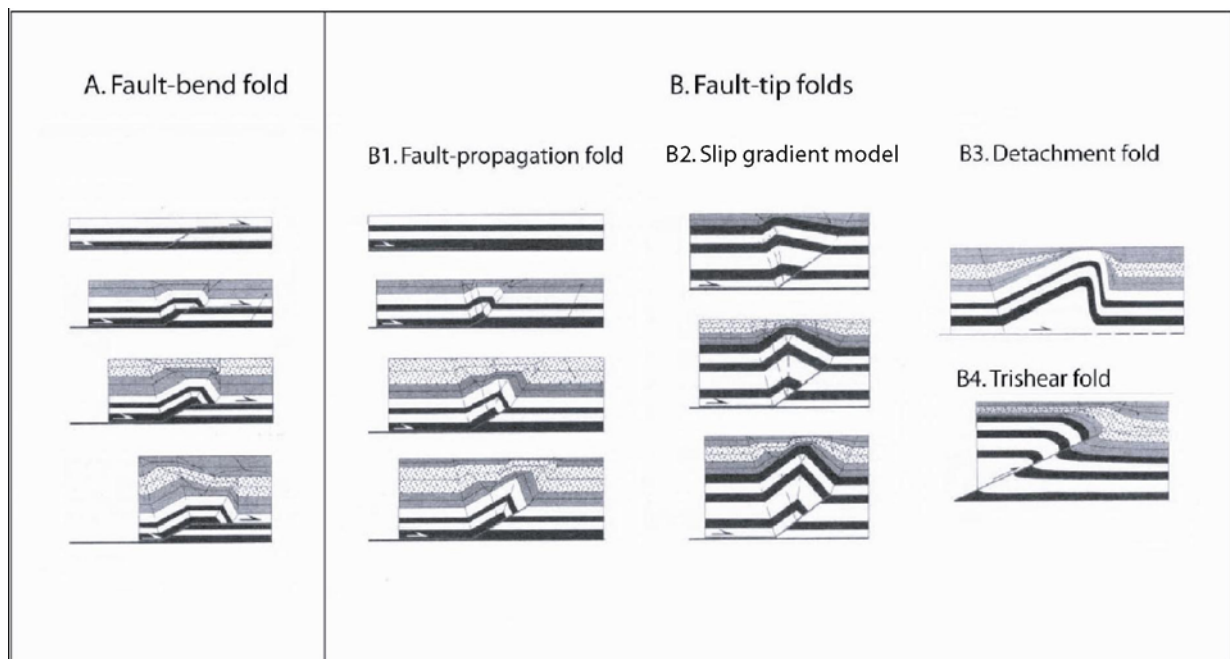 A. Fault-bend fold
B. Fault-tip folds
B1. Fault-propagation fold
B2. Slip gradient model
B3. Detachment fold
B4. Trishear fold